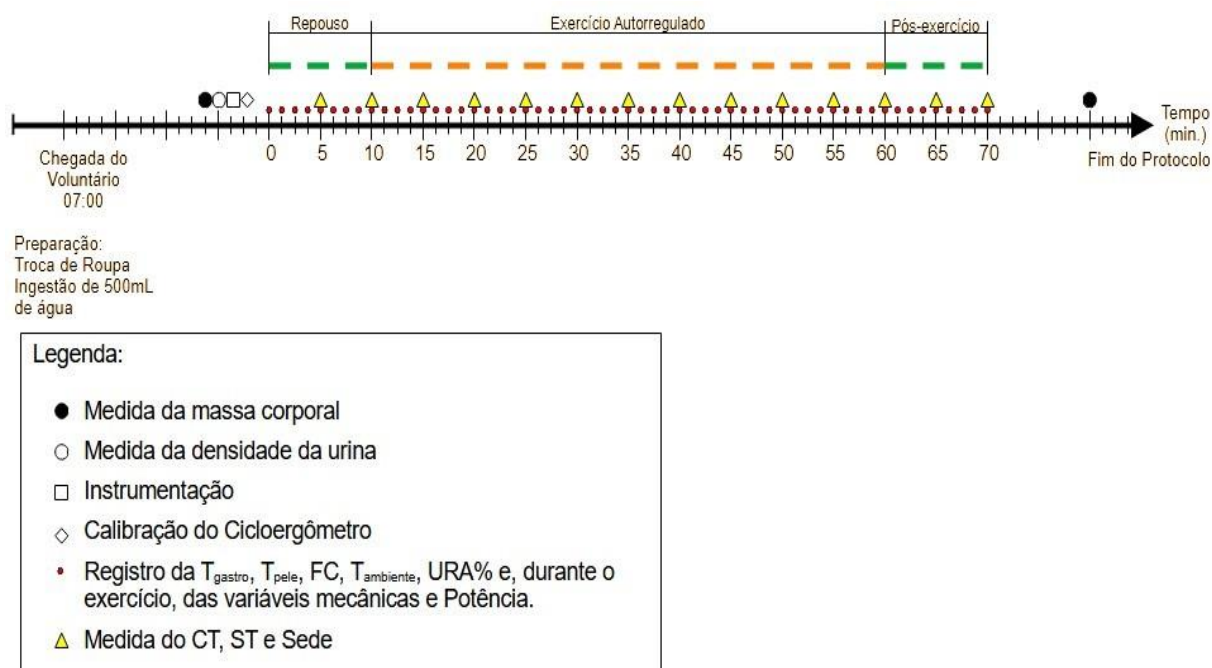 Repouso
Exercício Autorregulado
Pós-exercício
Tempo
(min.)
0 5 10 15 20 25 30 35 40 45 50 55 60 65 70
Chegada do
Voluntário
07:00
Fim do Protocolo
Preparação:
Troca de Roupa
Ingestão de 500mL
de água
Legenda:
Medida da massa corporal
Medida da densidade da urina
Instrumentação
Calibração do Cicloergômetro
Registro da Tgastro, Tpele, FC, Tambiente, URA% e, durante o
exercício, das variáveis mecânicas e Potência.
Medida do CT, ST e Sede